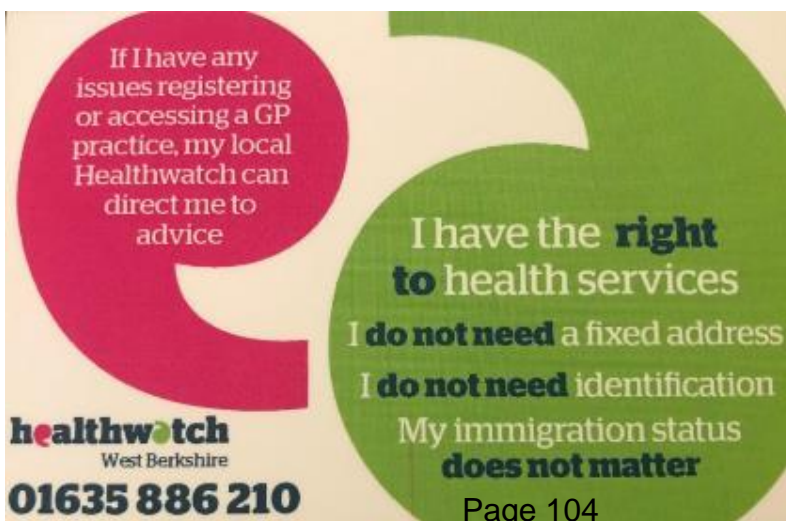 If I have any
issues registering
or accessing a GP
practice, my local
Healthwatch can
direct me to
advice
I have the right
to health services
I do not need a fixed address
I do not need identification
My immigration status
does not matter
healthwatch
West Berkshire
01635 886 210
Page 104